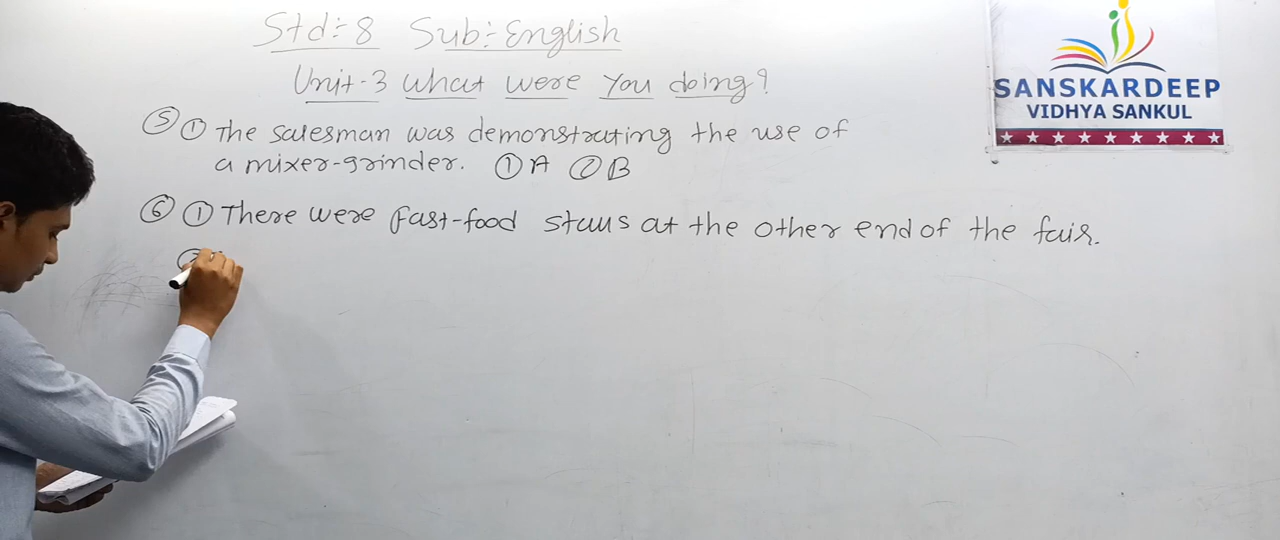 Std:- 8 Sub:- English
Unit-3 What were you doing?
⑤ ① The salesman was demonstrating the use of
a mixer-grinder. ① A ② B
⑥ ① There were fast-food stalls at the other end of the fair.
②
SANSKARDEEP
VIDHYA SANKUL